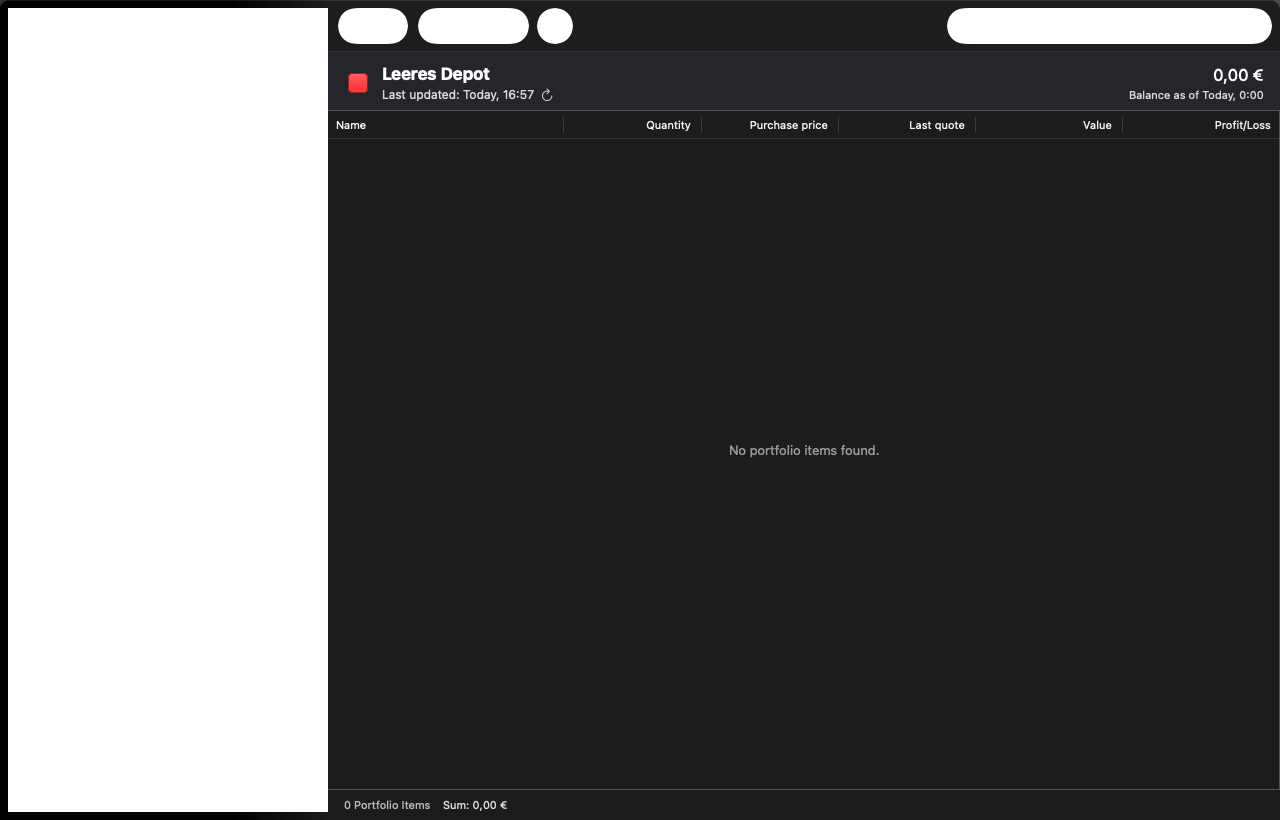 Leeres Depot
0,00 €
Last updated: Today, 16:57
Balance as of Today, 0:00
Name Quantity Purchase price Last quote Value Profit/Loss
No portfolio items found.
0 Portfolio Items Sum: 0,00 €